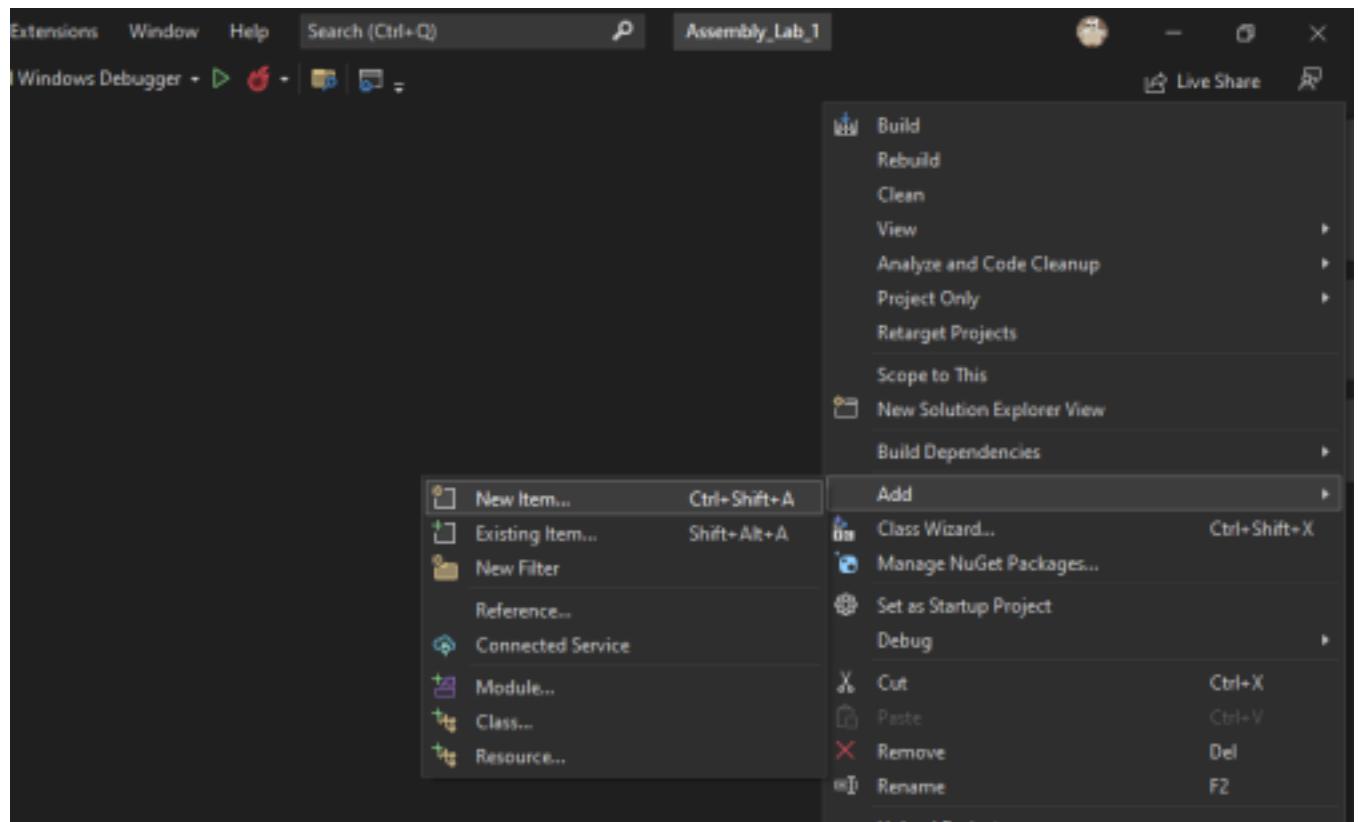 Extensions Window Help Search (Ctrl+Q) Assembly_Lab_1
Windows Debugger
Live Share
Build
Rebuild
Clean
View
Analyze and Code Cleanup
Project Only
Retarget Projects
Scope to This
New Solution Explorer View
Build Dependencies
Add
Class Wizard... Ctrl+Shift+X
Manage NuGet Packages...
Set as Startup Project
Debug
Cut Ctrl+X
Paste Ctrl+V
Remove Del
Rename F2
New Item... Ctrl+Shift+A
Existing Item... Shift+Alt+A
New Filter
Reference...
Connected Service
Module...
Class...
Resource...